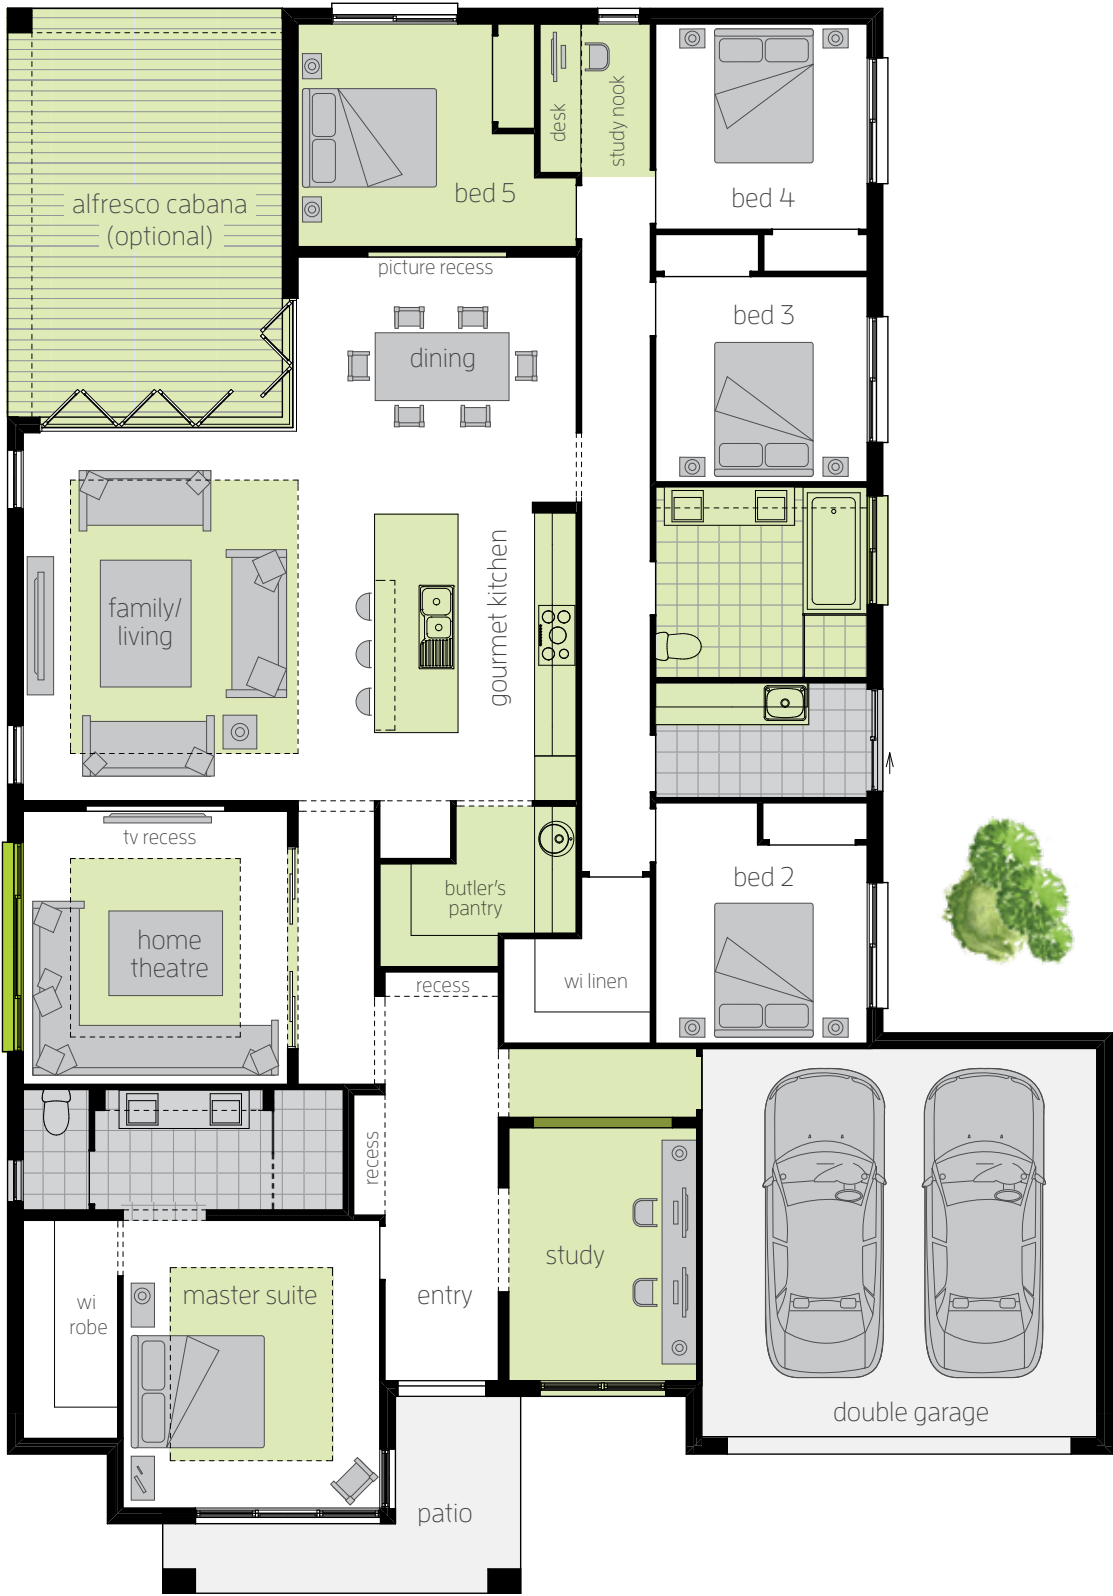 alfresco cabana
(optional)
bed 5
desk
study nook
bed 4
picture recess
bed 3
dining
family/
living
gourmet kitchen
tv recess
butler's
pantry
bed 2
home
theatre
recess
wi linen
recess
study
master suite
entry
wi
robe
double garage
patio